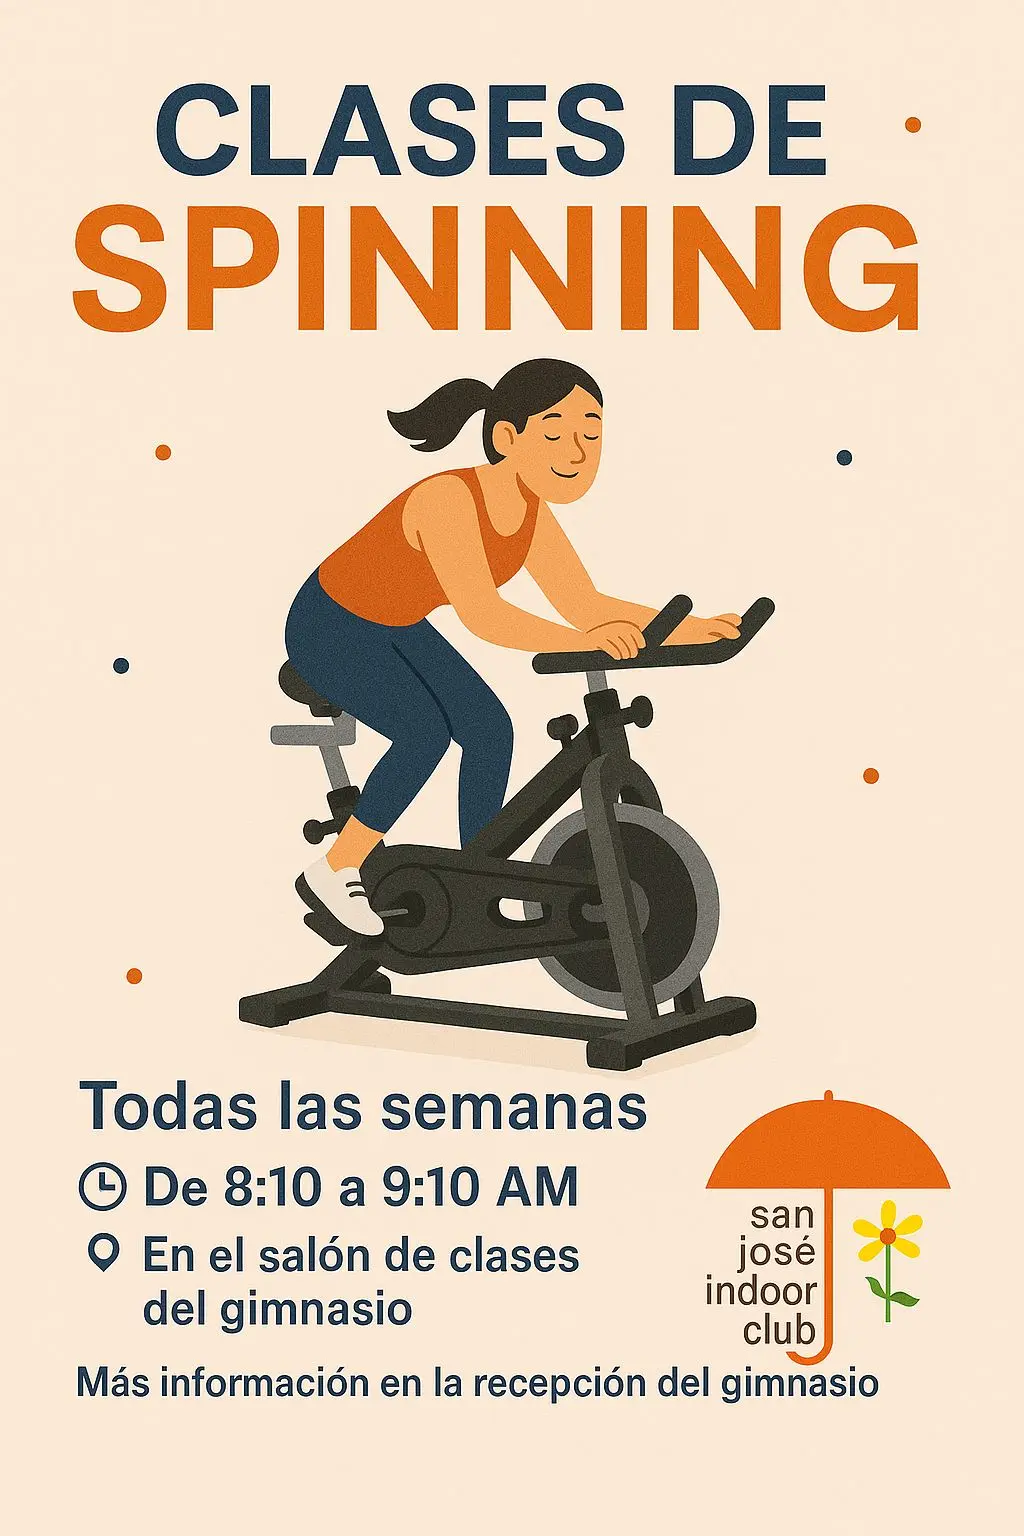 CLASES DE
SPINNING
Todas las semanas
De 8:10 a 9:10 AM
En el salón de clases
del gimnasio
san
josé
indoor
club
Más información en la recepción del gimnasio